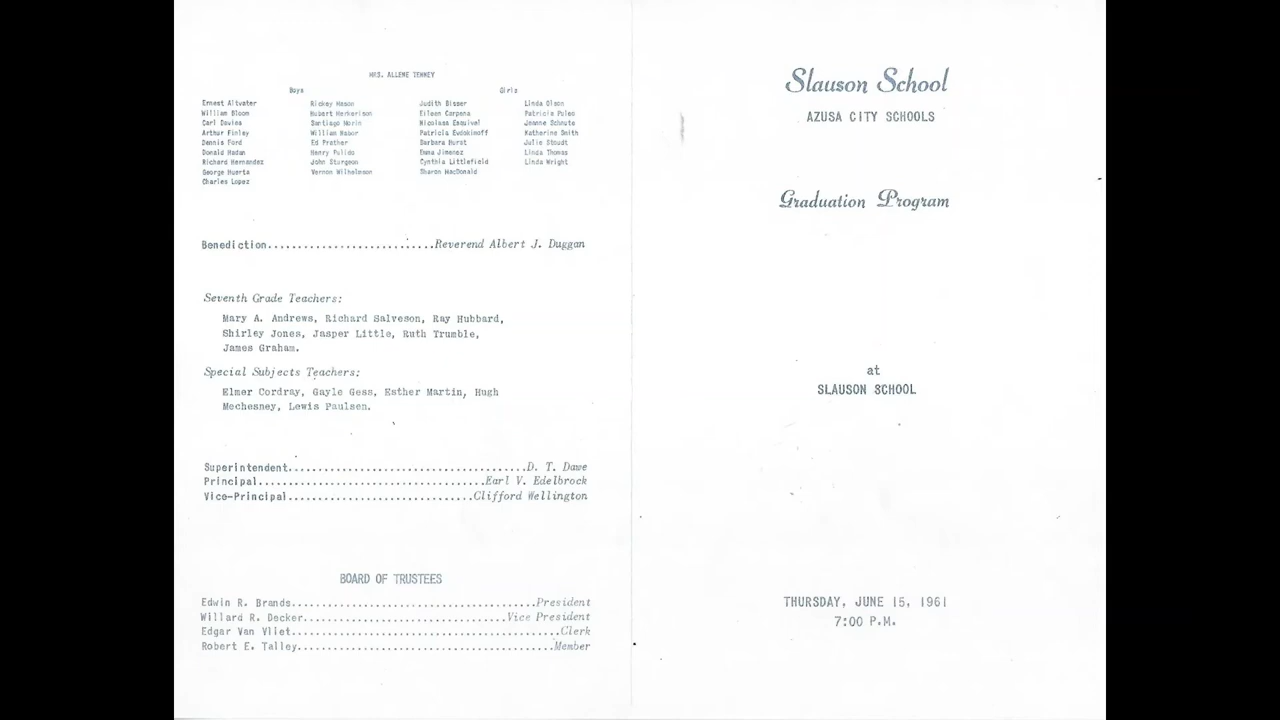 MRS. ALLENE TENNEY
Boys Girls
Ernest Altvater Rickey Mason Judith Bisser Linda Olson
William Bloom Hubert Carpena Patricia Puleo
Carl Davies Santiago Morin Nicolasa Esquivel Jeanne Schnute
Arthur Finley William Nabor Patricia Evdokimoff Katherine Smith
Dennis Ford Ed Prather Barbara Hurst Julie Stoudt
Donald Hadan Henry Pulido Emma Jimenez Linda Thomas
Richard Hernandez John Sturgeon Cynthia Littlefield Linda Wright
George Huerta Vernon Wilhelmson Sharon MacDonald
Charles Lopez
Benediction............................Reverend Albert J. Duggan
Seventh Grade Teachers:
Mary A. Andrews, Richard Salveson, Ray Hubbard,
Shirley Jones, Jasper Little, Ruth Trumble,
James Graham.
Special Subjects Teachers:
Elmer Cordray, Gayle Gess, Esther Martin, Hugh
Mechesney, Lewis Paulsen.
Superintendent........................................D. T. Dawe
Principal......................................Earl V. Edelbrock
Vice-Principal...............................Clifford Wellington
BOARD OF TRUSTEES
Edwin R. Brands.........................................President
Willard R. Decker..................................Vice President
Edgar Van Vliet.............................................Clerk
Robert E. Talley...........................................Member
Slauson School
AZUSA CITY SCHOOLS
Graduation Program
at
SLAUSON SCHOOL
THURSDAY, JUNE 15, 1961
7:00 P.M.